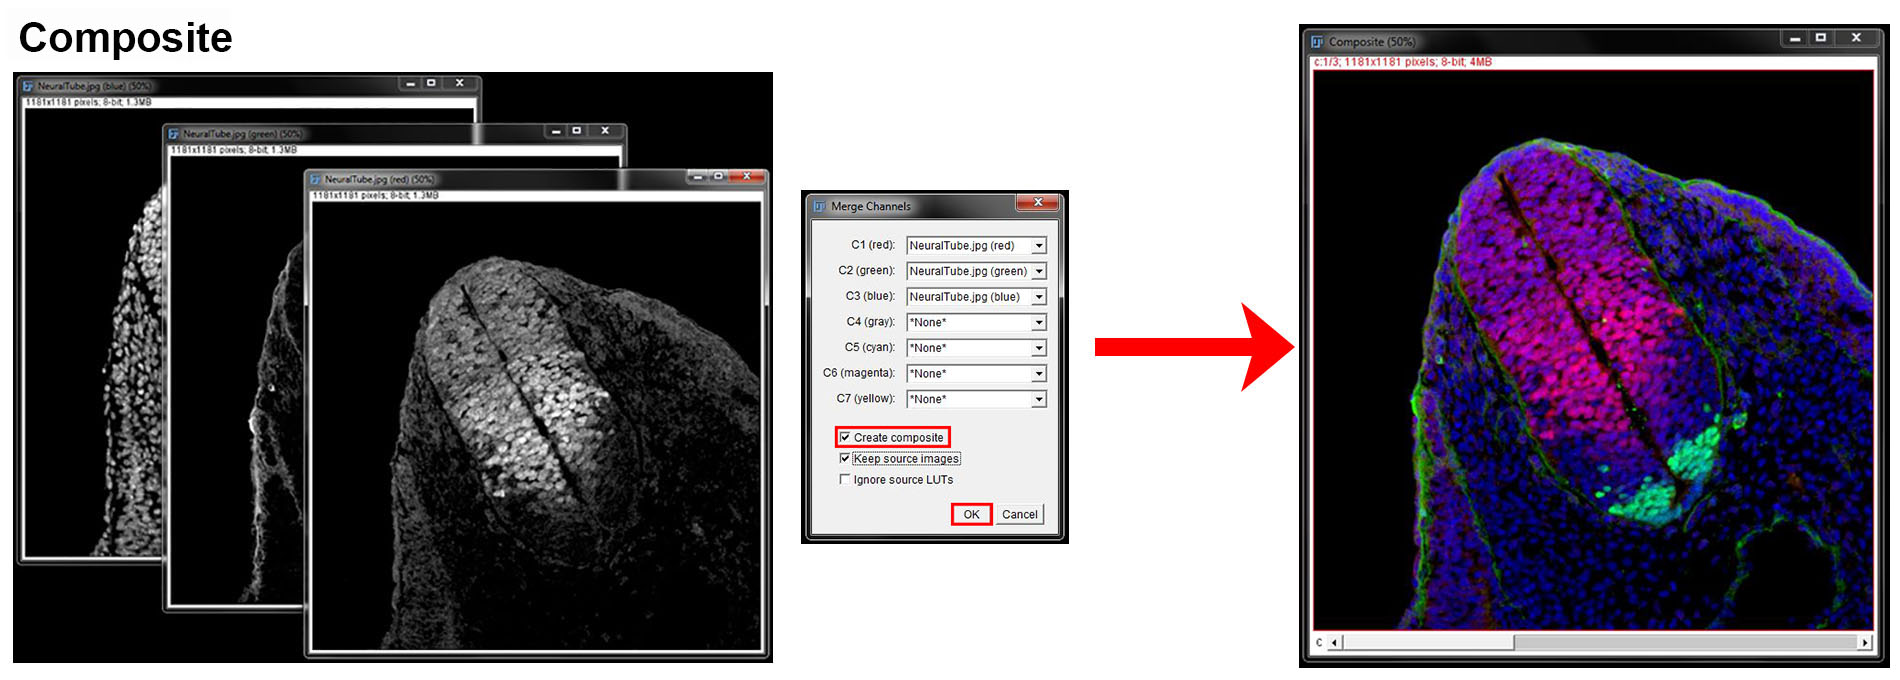 Composite
NeuralTube.jpg (blue) (50%)
1181x1181 pixels; 8-bit; 1.3MB
NeuralTube.jpg (green) (50%)
1181x1181 pixels; 8-bit; 1.3MB
NeuralTube.jpg (red) (50%)
1181x1181 pixels; 8-bit; 1.3MB
Merge Channels
C1 (red): NeuralTube.jpg (red)
C2 (green): NeuralTube.jpg (green)
C3 (blue): NeuralTube.jpg (blue)
C4 (gray): *None*
C5 (cyan): *None*
C6 (magenta): *None*
C7 (yellow): *None*
Create composite
Keep source images
Ignore source LUTs
OK Cancel
Composite (50%)
c:1/3; 1181x1181 pixels; 8-bit; 4MB
c